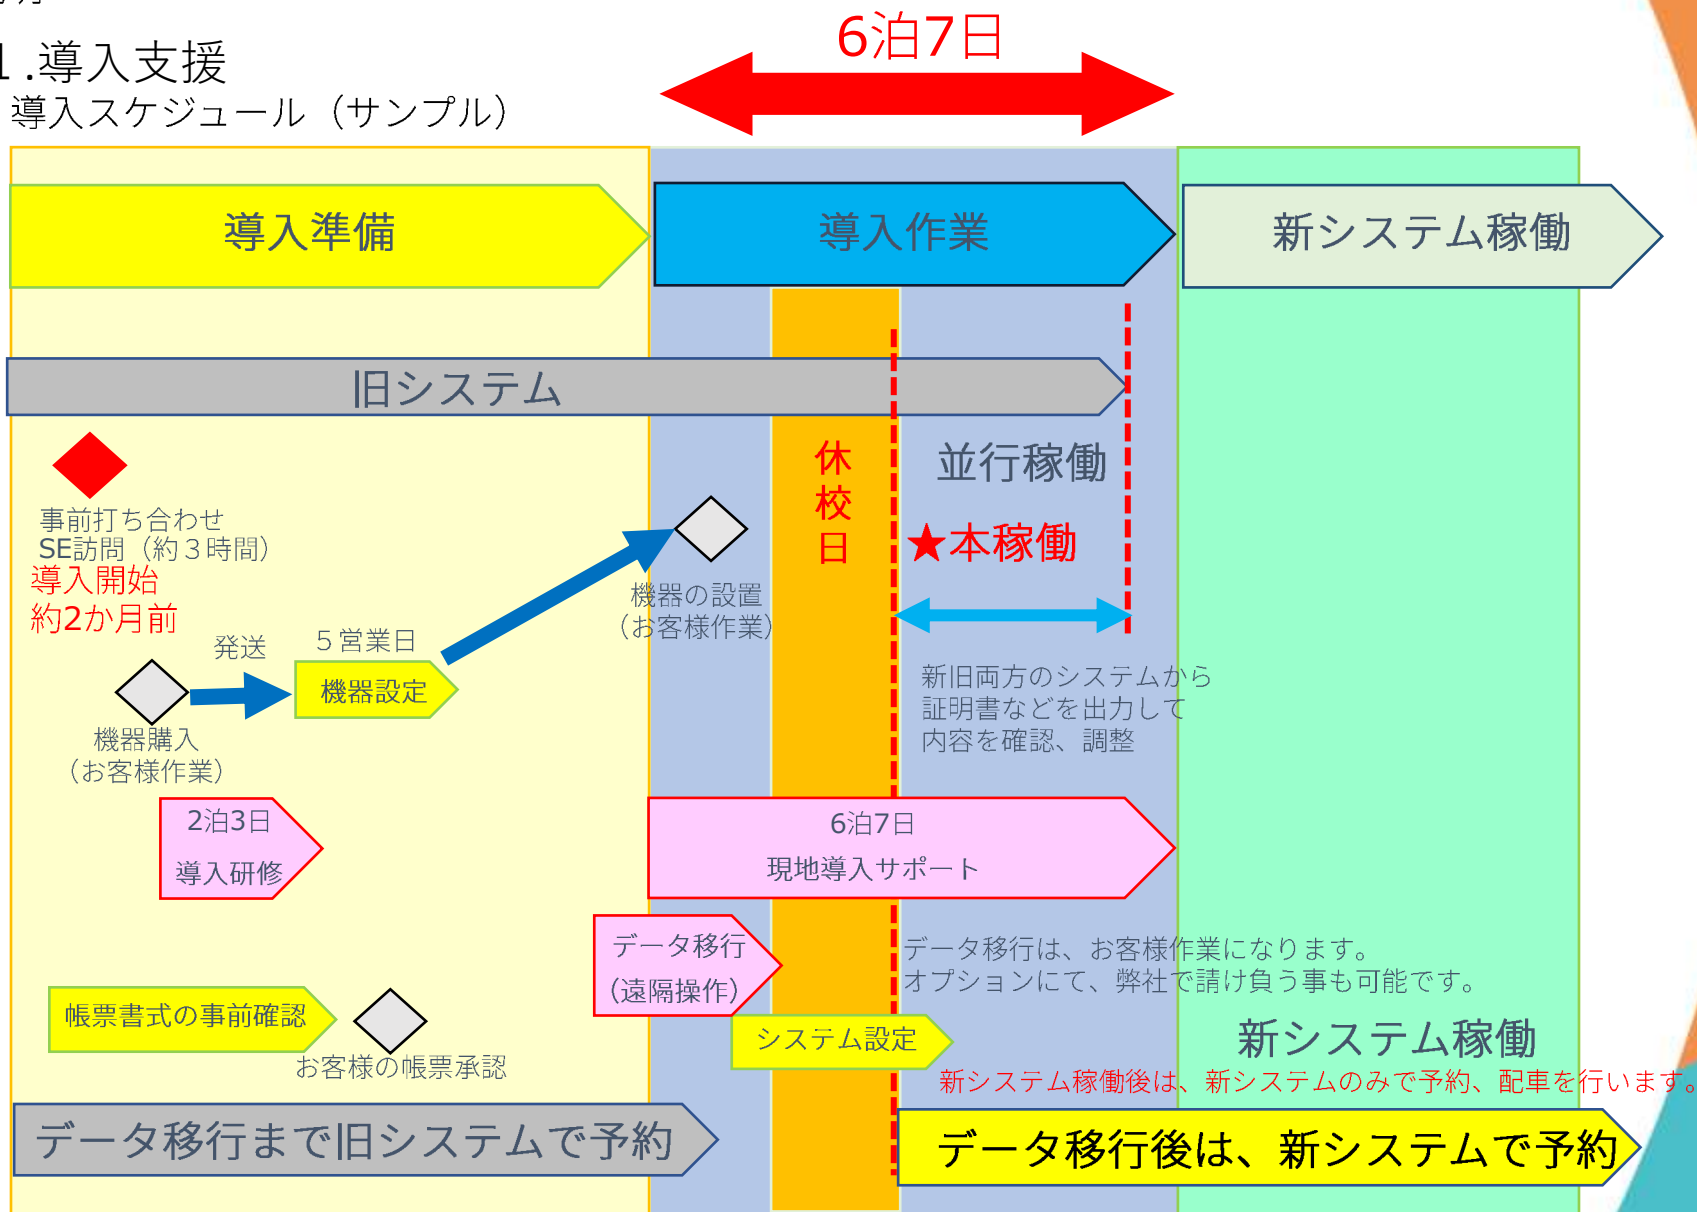 6泊7日
1.導入支援
導入スケジュール（サンプル）
導入準備
導入作業
新システム稼働
旧システム
休校日
並行稼働
★本稼働
事前打ち合わせ
SE訪問（約３時間）
導入開始
約2か月前
発送
５営業日
機器設定
機器の設置
（お客様作業）
機器購入
（お客様作業）
新旧両方のシステムから
証明書などを出力して
内容を確認、調整
2泊3日
導入研修
6泊7日
現地導入サポート
データ移行
（遠隔操作）
データ移行は、お客様作業になります。
オプションにて、弊社で請け負う事も可能です。
帳票書式の事前確認
お客様の帳票承認
システム設定
新システム稼働
新システム稼働後は、新システムのみで予約、配車を行います。
データ移行まで旧システムで予約
データ移行後は、新システムで予約